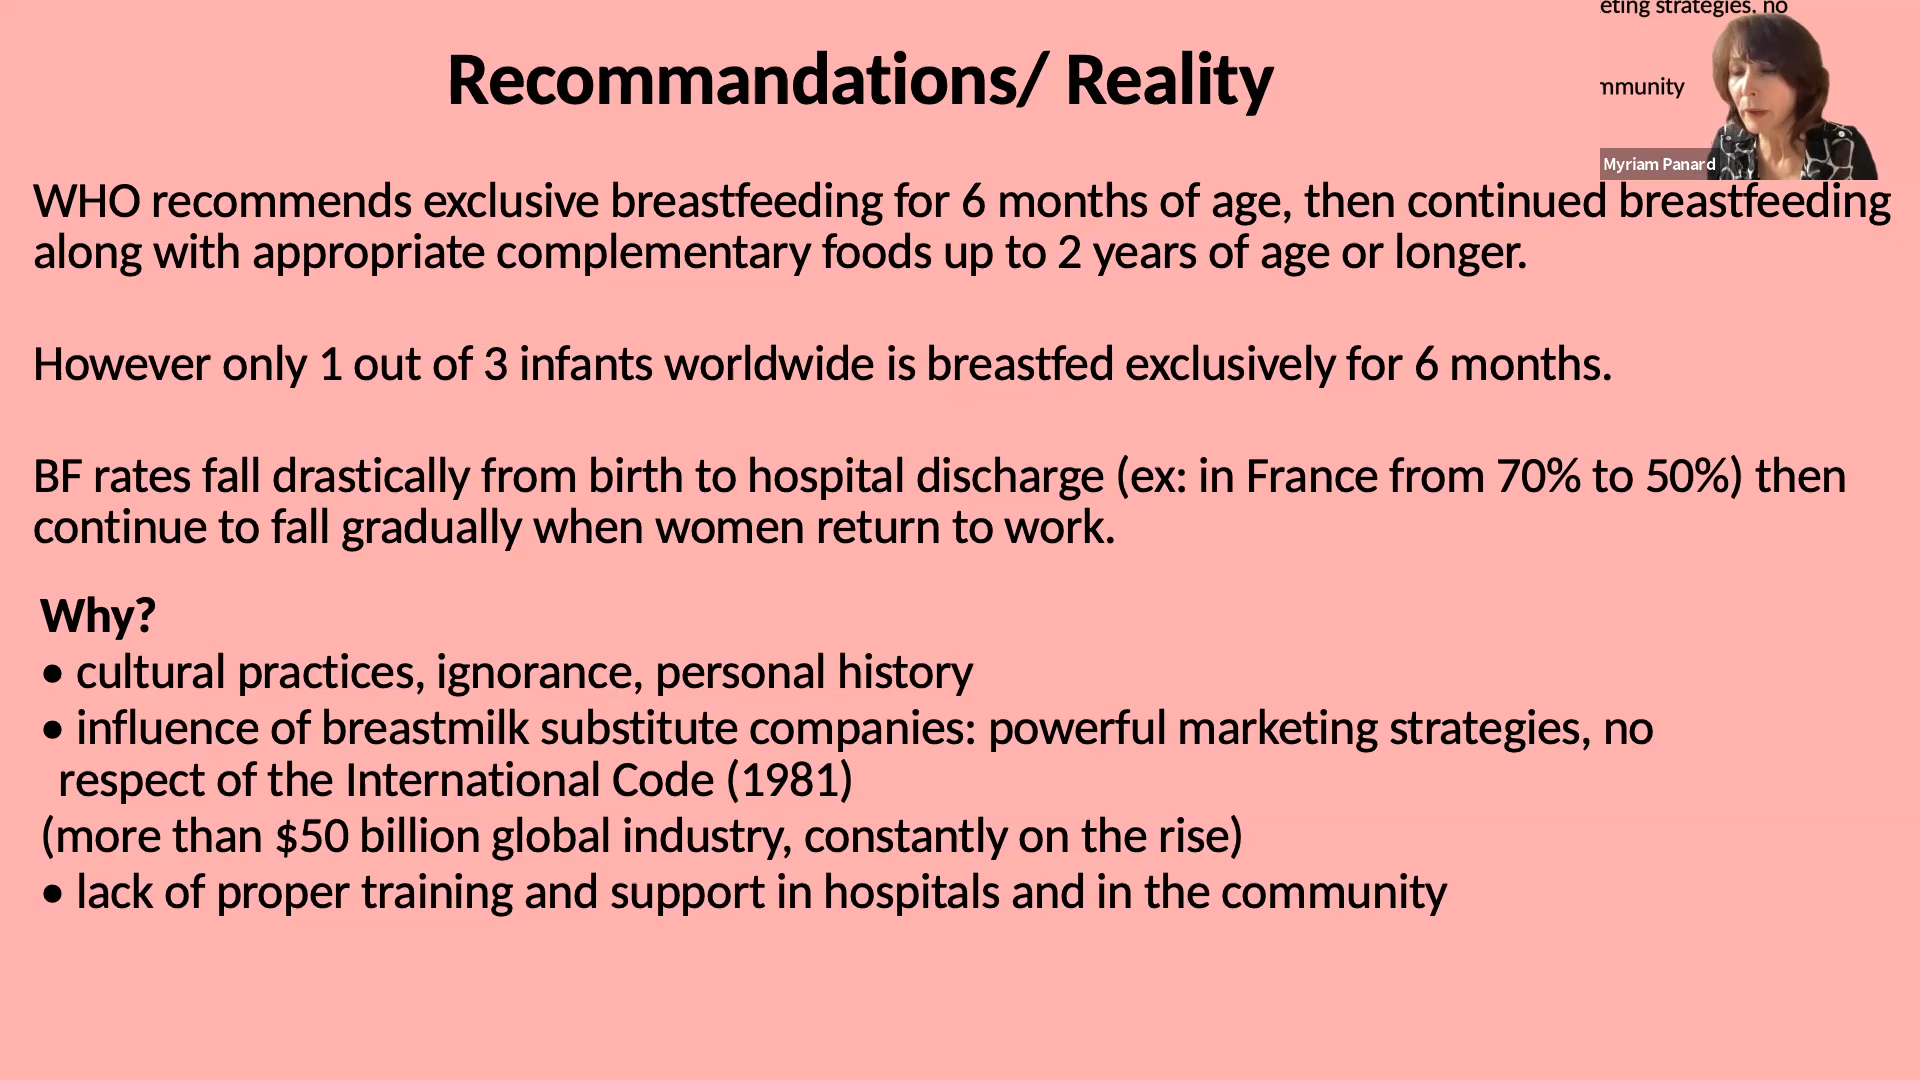 eting strategies, no
Recommandations/ Reality
mmunity
Myriam Panard
WHO recommends exclusive breastfeeding for 6 months of age, then continued breastfeeding
along with appropriate complementary foods up to 2 years of age or longer.
However only 1 out of 3 infants worldwide is breastfed exclusively for 6 months.
BF rates fall drastically from birth to hospital discharge (ex: in France from 70% to 50%) then
continue to fall gradually when women return to work.
Why?
• cultural practices, ignorance, personal history
• influence of breastmilk substitute companies: powerful marketing strategies, no
respect of the International Code (1981)
(more than $50 billion global industry, constantly on the rise)
• lack of proper training and support in hospitals and in the community